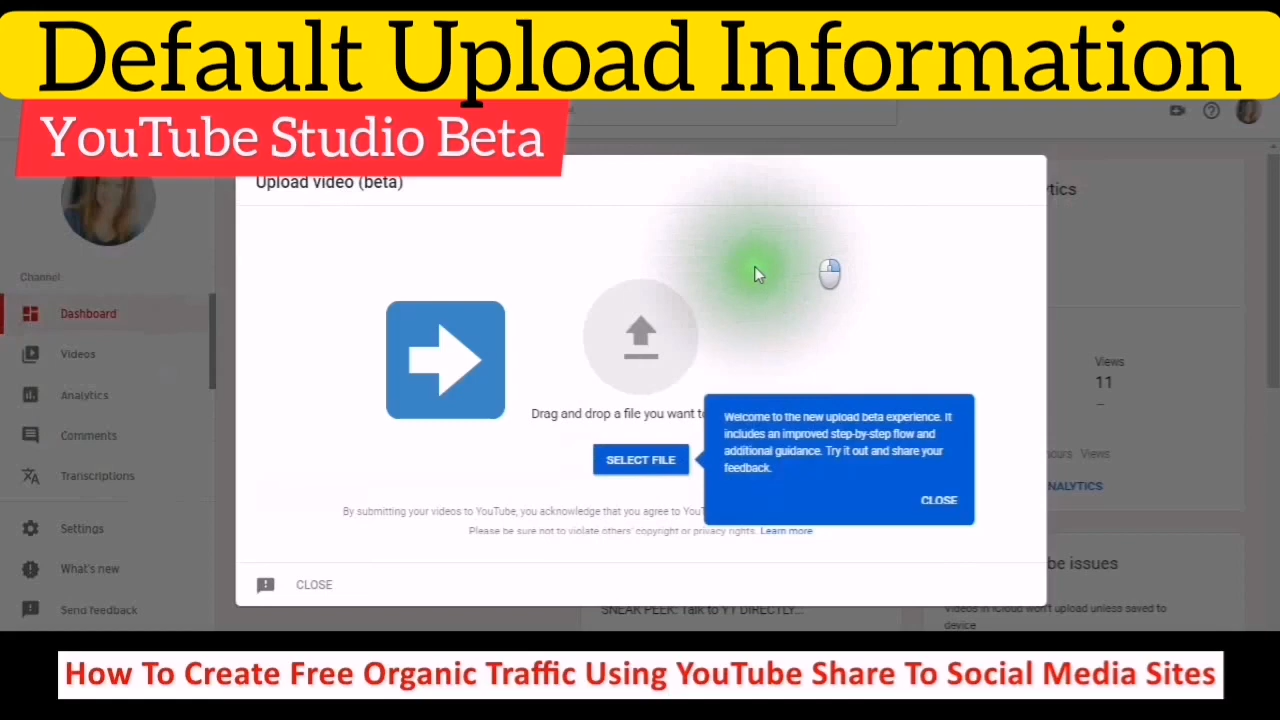 Default Upload Information
YouTube Studio Beta
Upload video (beta)
Channel
Dashboard
Videos
Analytics
Comments
Transcriptions
Settings
What's new
Send feedback
Drag and drop a file you want to
SELECT FILE
Welcome to the new upload beta experience. It
includes an improved step-by-step flow and
additional guidance. Try it out and share your
feedback.
CLOSE
By submitting your videos to YouTube, you acknowledge that you agree to
Please be sure not to violate others' copyright or privacy rights. Learn more
CLOSE
Views
11
—
Views
SNEAK PEEK: Talk to YT DIRECTLY...
Videos in iCloud won't upload unless saved to
device
How To Create Free Organic Traffic Using YouTube Share To Social Media Sites